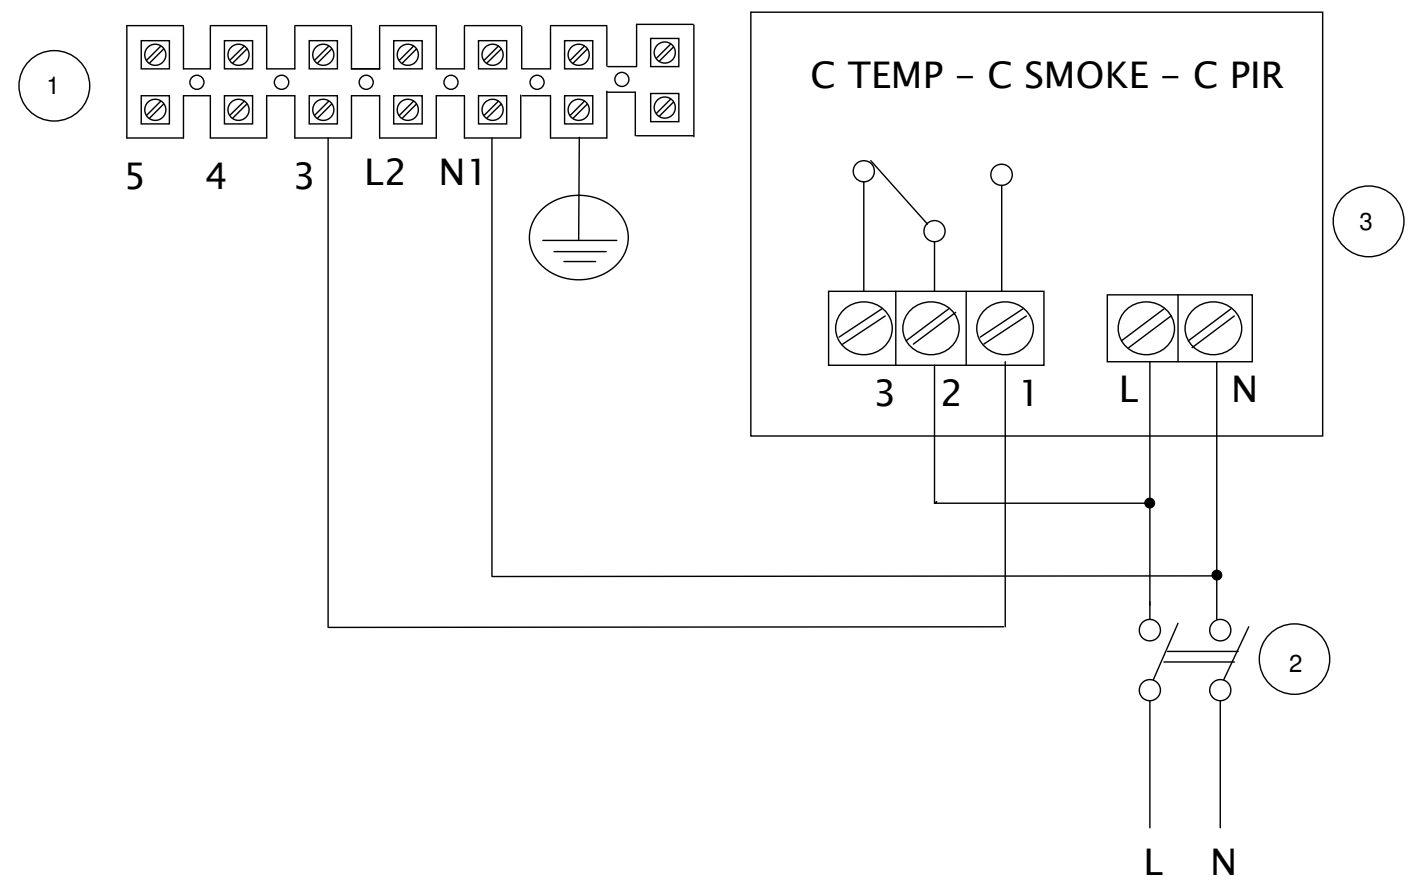 1
C TEMP – C SMOKE – C PIR
5 4 3 L2 N1
3
3 2 1 L N
2
L N